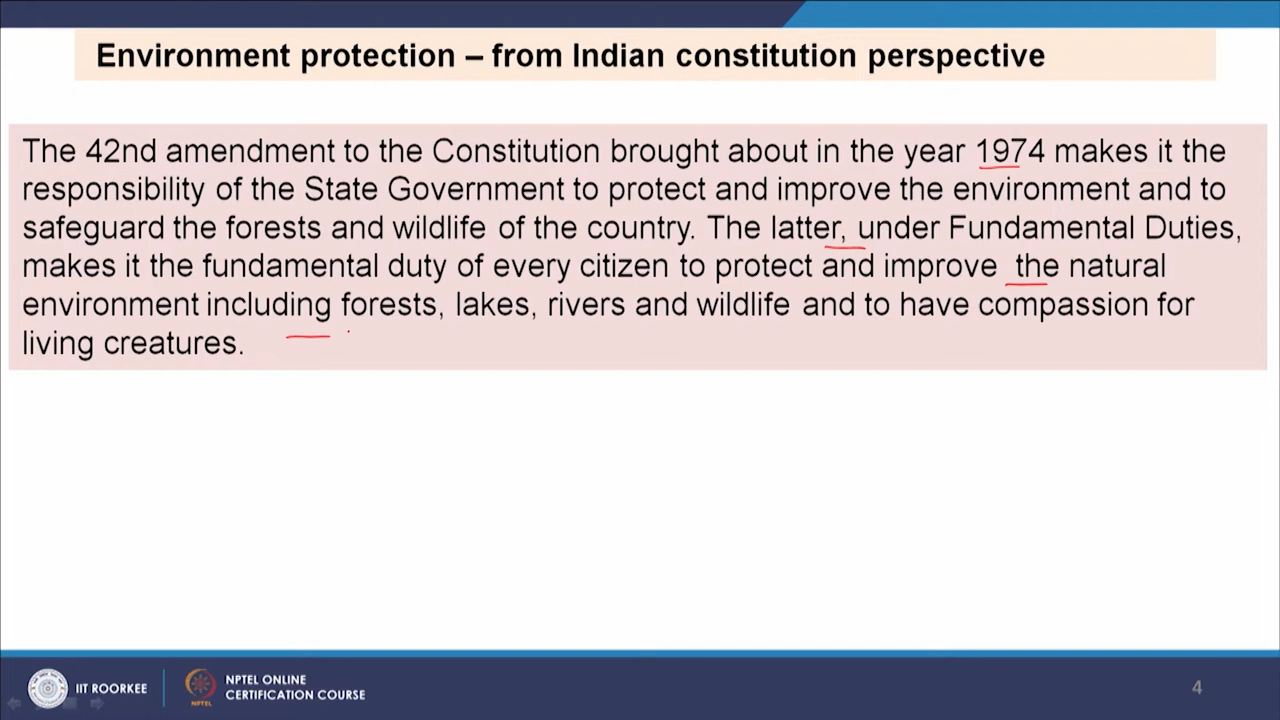 Environment protection – from Indian constitution perspective
The 42nd amendment to the Constitution brought about in the year 1974 makes it the
responsibility of the State Government to protect and improve the environment and to
safeguard the forests and wildlife of the country. The latter, under Fundamental Duties,
makes it the fundamental duty of every citizen to protect and improve the natural
environment including forests, lakes, rivers and wildlife and to have compassion for
living creatures.
IIT ROORKEE
NPTEL
NPTEL ONLINE
CERTIFICATION COURSE
4